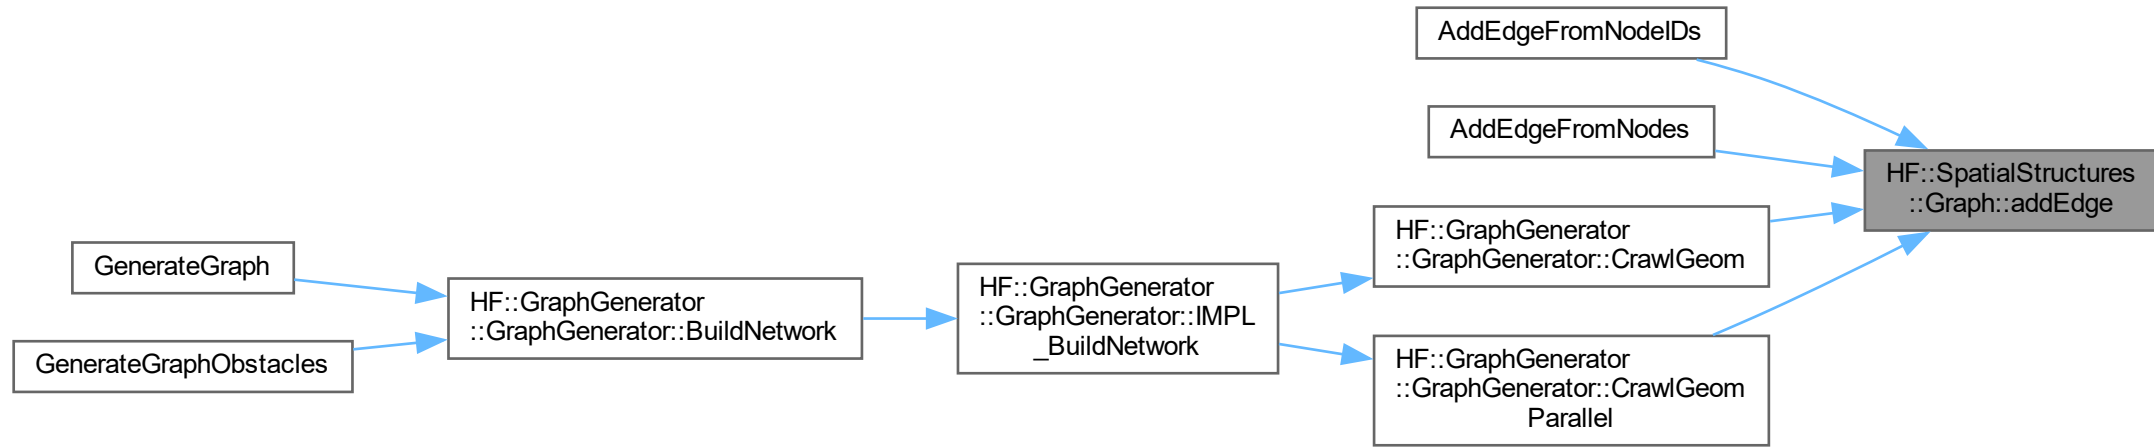 AddEdgeFromNodeIDs
AddEdgeFromNodes
HF::SpatialStructures
::Graph::addEdge
HF::GraphGenerator
::GraphGenerator::CrawlGeom
GenerateGraph
HF::GraphGenerator
::GraphGenerator::BuildNetwork
HF::GraphGenerator
::GraphGenerator::IMPL
_BuildNetwork
GenerateGraphObstacles
HF::GraphGenerator
::GraphGenerator::CrawlGeom
Parallel